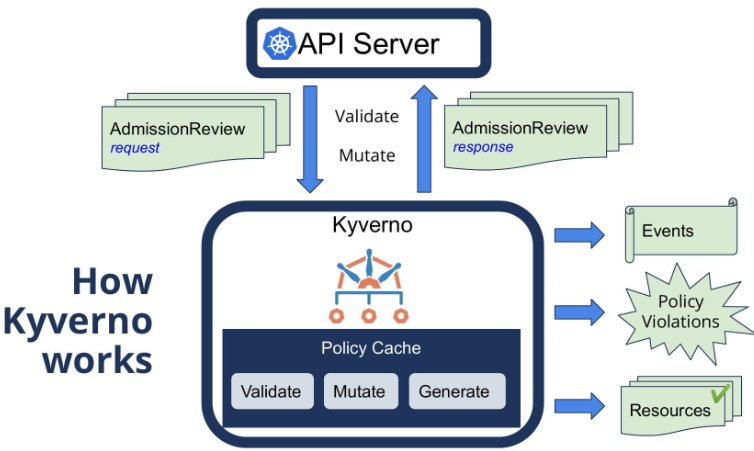 API Server
AdmissionReview
request
Validate
Mutate
AdmissionReview
response
How
Kyverno
works
Kyverno
Policy Cache
Validate
Mutate
Generate
Events
Policy
Violations
Resources